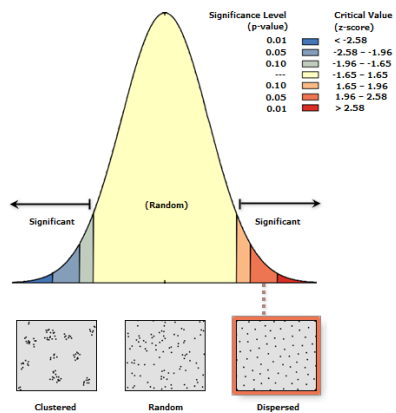 Significance Level Critical Value
(p-value) (z-score)
0.01 < -2.58
0.05 -2.58 – -1.96
0.10 -1.96 – -1.65
--- -1.65 – 1.65
0.10 1.65 – 1.96
0.05 1.96 – 2.58
0.01 > 2.58
(Random)
Significant Significant
Clustered Random Dispersed